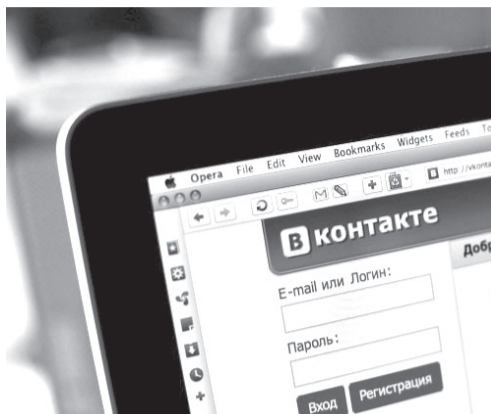 Opera File Edit View Bookmarks Widgets Feeds
http://vkonta
В контакте
E-mail или Логин:
Пароль:
Вход Регистрация